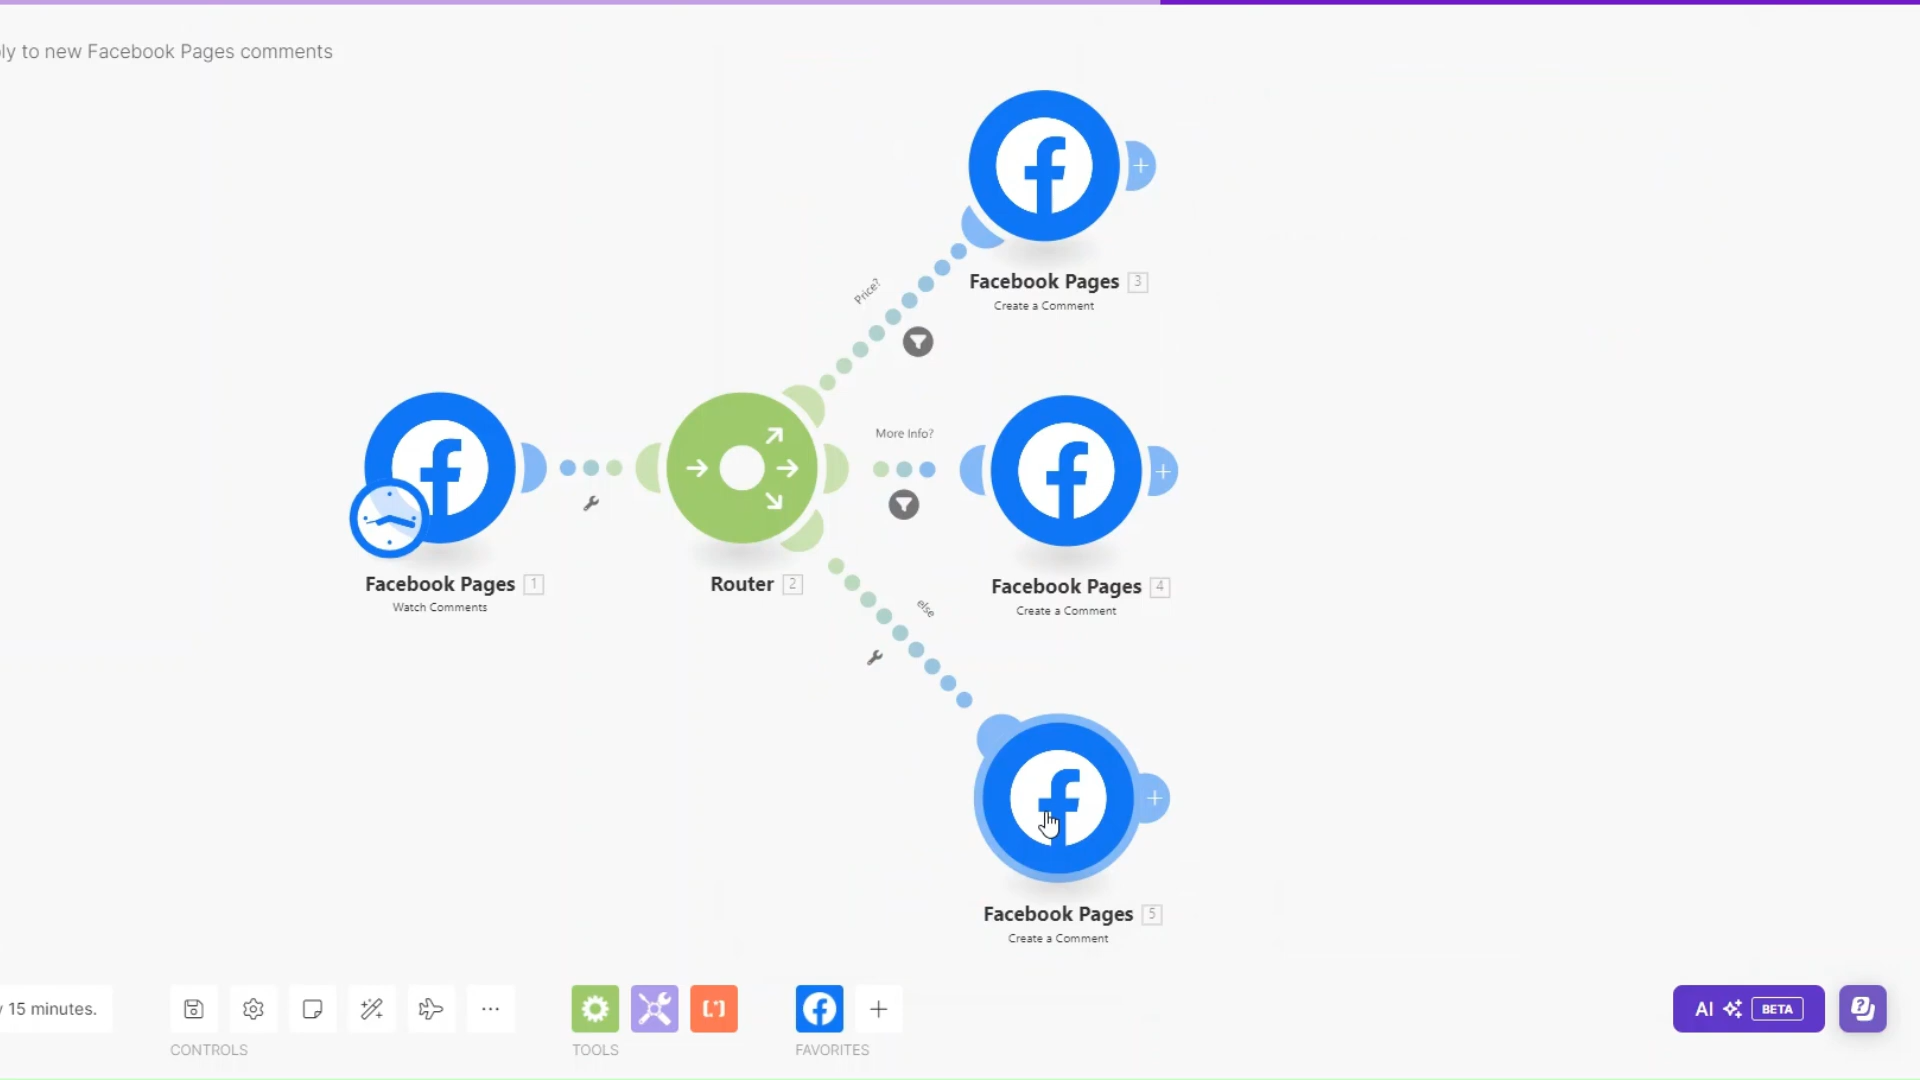 ly to new Facebook Pages comments
Price?
Facebook Pages 3
Create a Comment
More Info?
Facebook Pages 1
Watch Comments
Router 2
Facebook Pages 4
Create a Comment
else
Facebook Pages 5
Create a Comment
15 minutes.
CONTROLS
TOOLS
FAVORITES
AI BETA